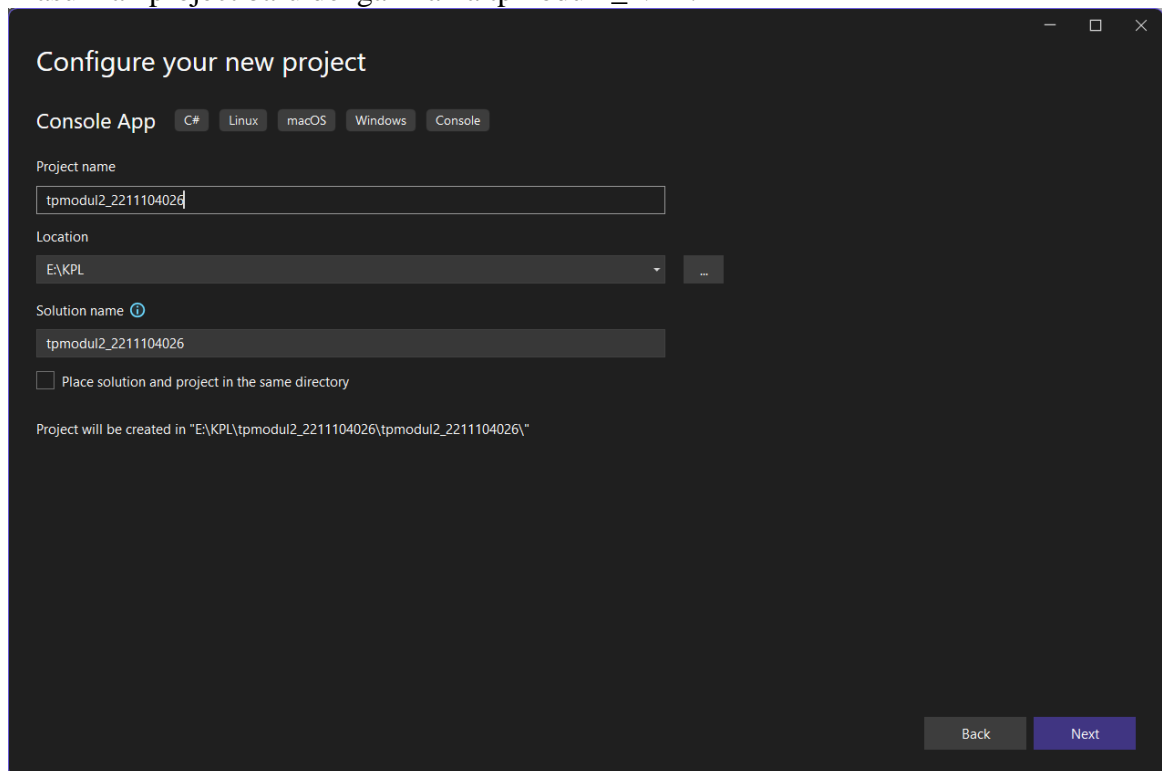 Configure your new project
Console App C# Linux macOS Windows Console
Project name
tpmodul2_2211104026
Location
E:\KPL
...
Solution name
tpmodul2_2211104026
Place solution and project in the same directory
Project will be created in "E:\KPL\tpmodul2_2211104026\tpmodul2_2211104026\"
Back Next